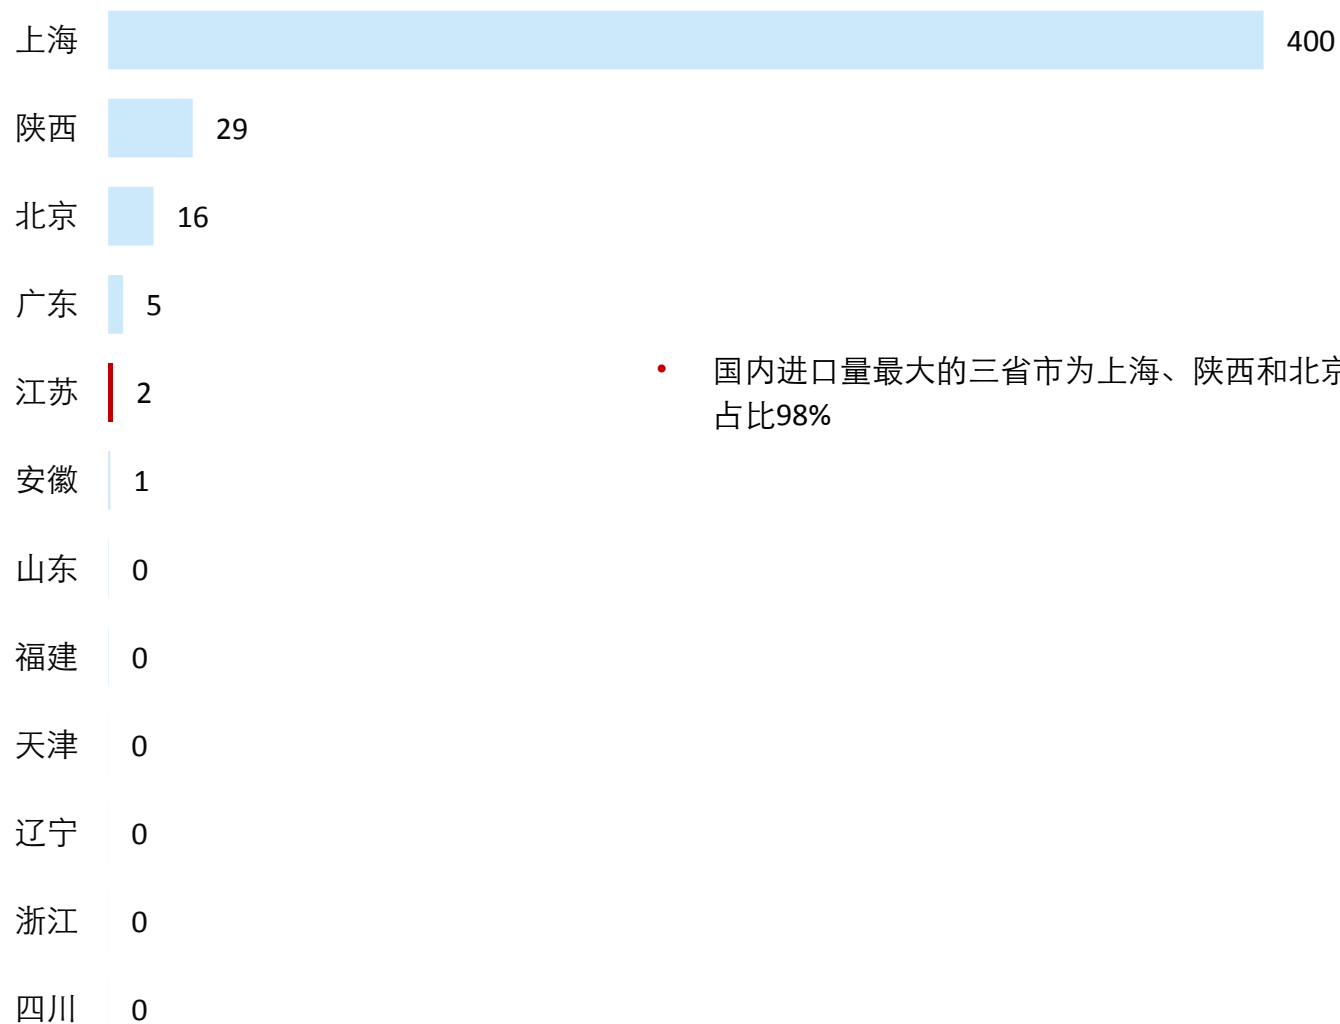 上海 400
陕西 29
北京 16
广东 5
江苏 2
• 国内进口量最大的三省市为上海、陕西和北京
占比98%
安徽 1
山东 0
福建 0
天津 0
辽宁 0
浙江 0
四川 0